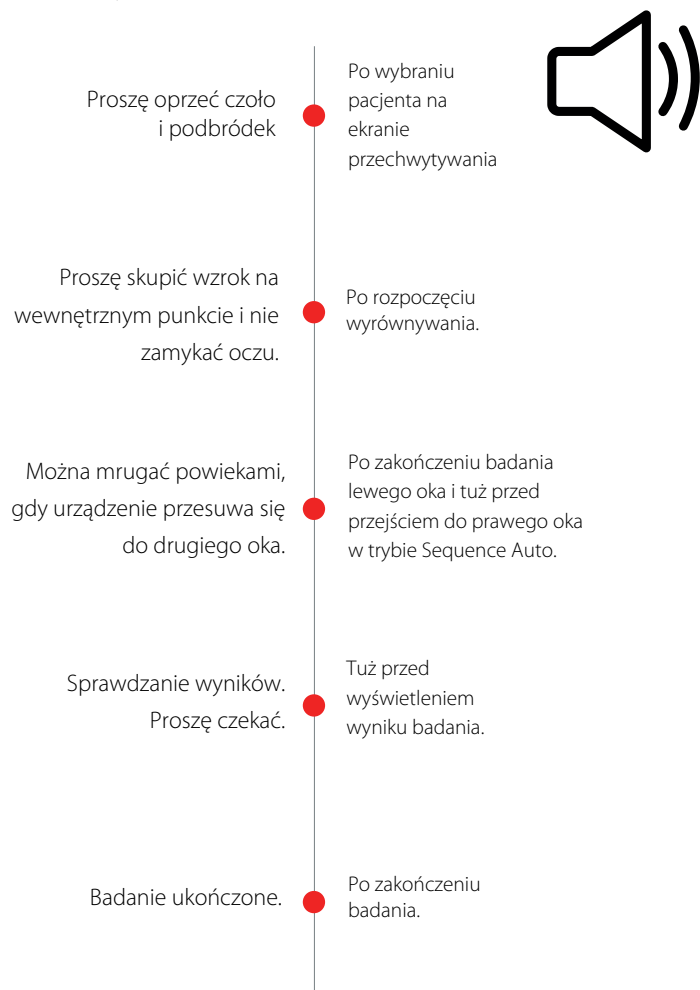 Proszę oprzeć czoło
i podbródek
Po wybraniu
pacjenta na
ekranie
przechwytywania
Proszę skupić wzrok na
wewnętrznym punkcie i nie
zamykać oczu.
Po rozpoczęciu
wyrównywania.
Można mrugać powiekami,
gdy urządzenie przesuwa się
do drugiego oka.
Po zakończeniu badania
lewego oka i tuż przed
przejściem do prawego oka
w trybie Sequence Auto.
Sprawdzanie wyników.
Proszę czekać.
Tuż przed
wyświetleniem
wyniku badania.
Badanie ukończone.
Po zakończeniu
badania.